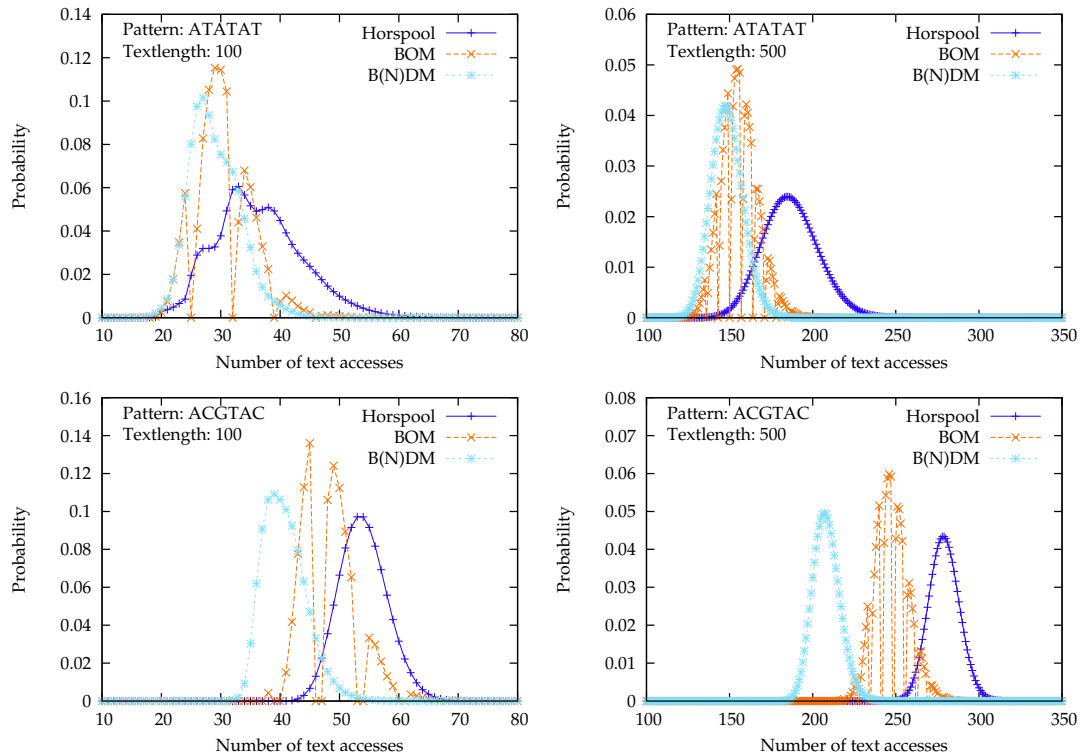 Pattern: ATATAT
Textlength: 100
Horspool
BOM
B(N)DM
Probability
0.14
0.12
0.1
0.08
0.06
0.04
0.02
0
10 20 30 40 50 60 70 80
Number of text accesses
Pattern: ATATAT
Textlength: 500
Horspool
BOM
B(N)DM
Probability
0.06
0.05
0.04
0.03
0.02
0.01
0
100 150 200 250 300 350
Number of text accesses
Pattern: ACGTAC
Textlength: 100
Horspool
BOM
B(N)DM
Probability
0.16
0.14
0.12
0.1
0.08
0.06
0.04
0.02
0
10 20 30 40 50 60 70 80
Number of text accesses
Pattern: ACGTAC
Textlength: 500
Horspool
BOM
B(N)DM
Probability
0.08
0.07
0.06
0.05
0.04
0.03
0.02
0.01
0
100 150 200 250 300 350
Number of text accesses